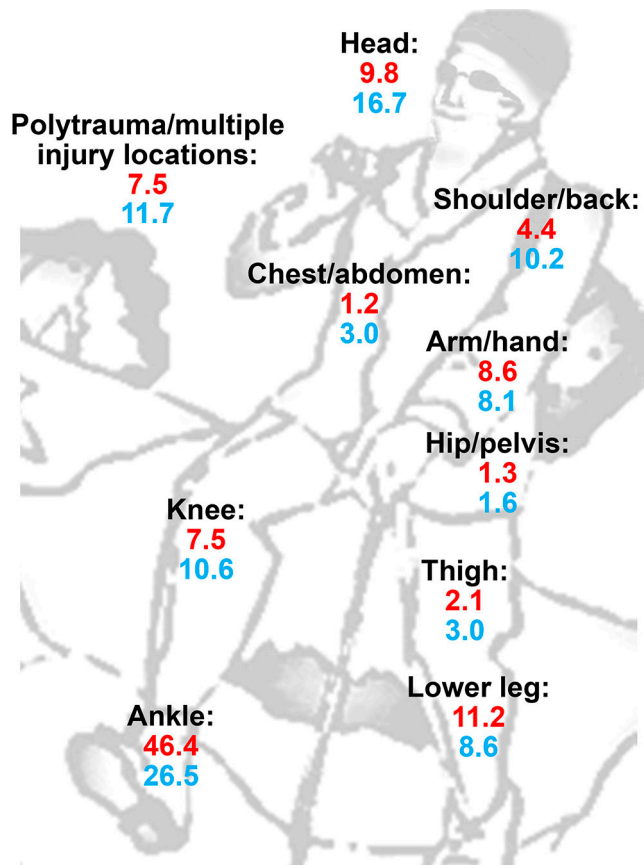 Head:
9.8
16.7
Polytrauma/multiple
injury locations:
7.5
11.7
Shoulder/back:
4.4
10.2
Chest/abdomen:
1.2
3.0
Arm/hand:
8.6
8.1
Hip/pelvis:
1.3
1.6
Knee:
7.5
10.6
Thigh:
2.1
3.0
Lower leg:
11.2
8.6
Ankle:
46.4
26.5